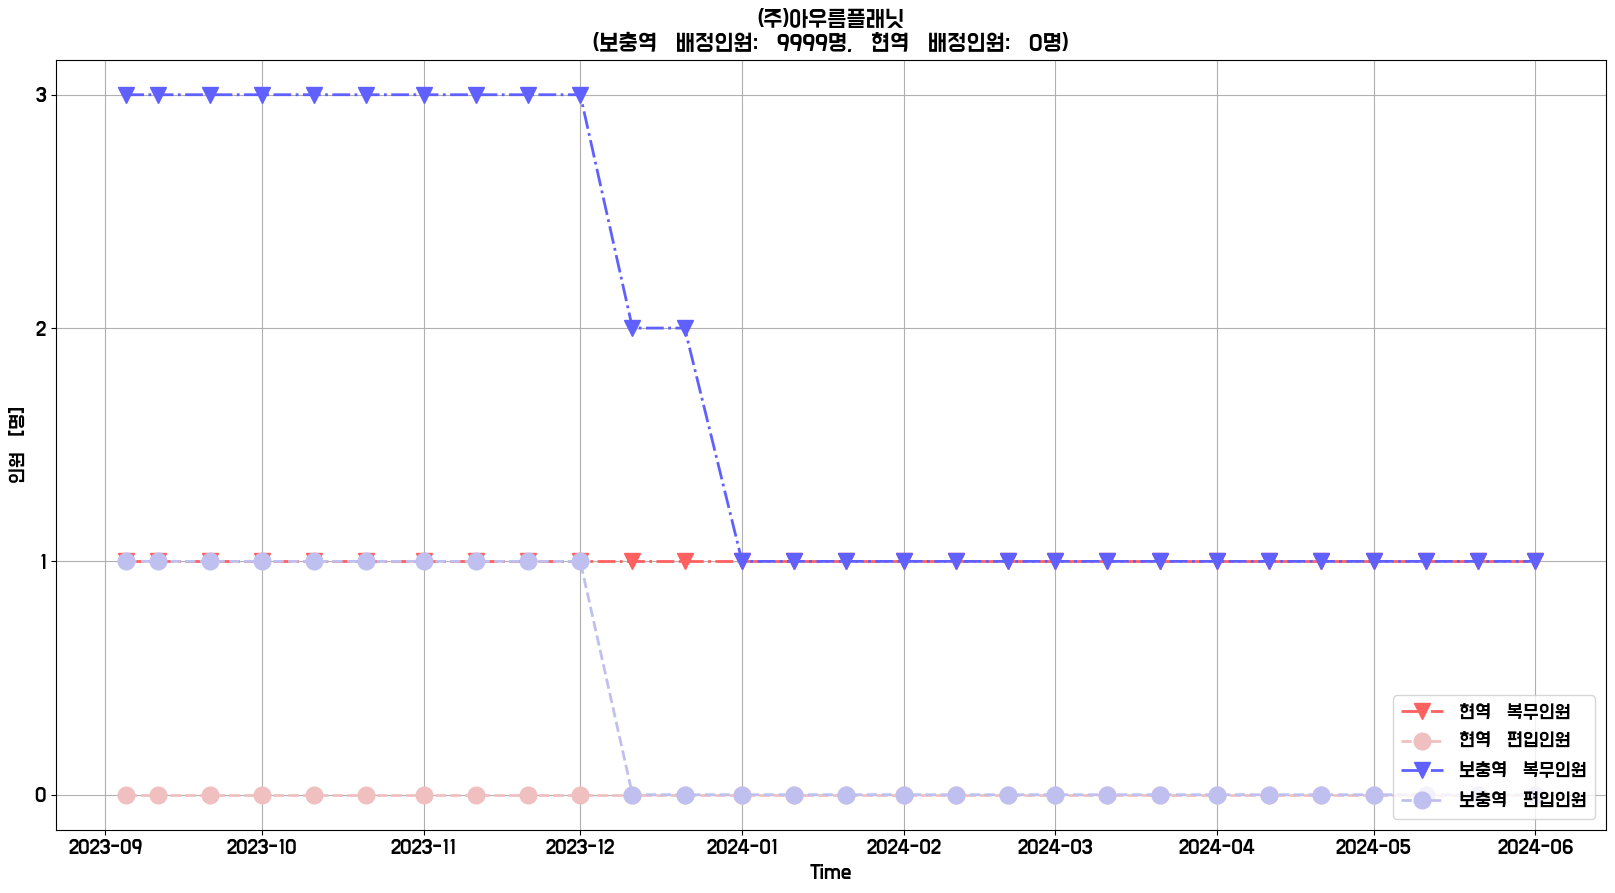 (주)아우름플래닛
(보충역 배정인원: 9999명, 현역 배정인원: 0명)
3
2
1
0
인원 [명]
2023-09 2023-10 2023-11 2023-12 2024-01 2024-02 2024-03 2024-04 2024-05 2024-06
Time
현역 복무인원
현역 편입인원
보충역 복무인원
보충역 편입인원